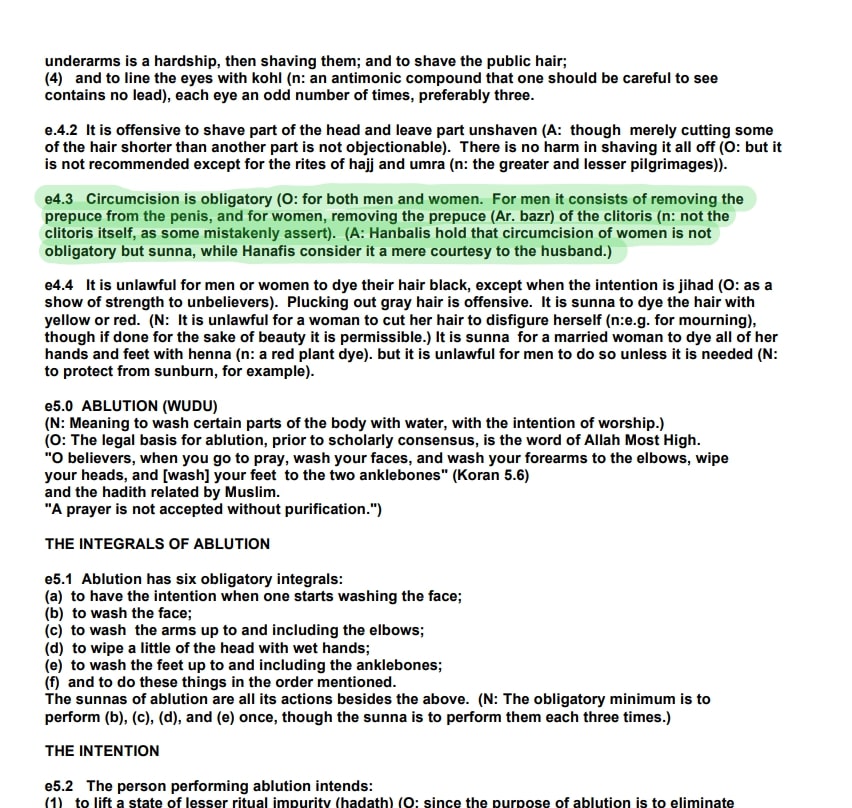 underarms is a hardship, then shaving them; and to shave the public hair;
(4) and to line the eyes with kohl (n: an antimonic compound that one should be careful to see
contains no lead), each eye an odd number of times, preferably three.
e.4.2 It is offensive to shave part of the head and leave part unshaven (A: though merely cutting some
of the hair shorter than another part is not objectionable). There is no harm in shaving it all off (O: but it
is not recommended except for the rites of hajj and umra (n: the greater and lesser pilgrimages)).
e4.3 Circumcision is obligatory (O: for both men and women. For men it consists of removing the
prepuce from the penis, and for women, removing the prepuce (Ar. bazr) of the clitoris (n: not the
clitoris itself, as some mistakenly assert). (A: Hanbalis hold that circumcision of women is not
obligatory but sunna, while Hanafis consider it a mere courtesy to the husband.)
e4.4 It is unlawful for men or women to dye their hair black, except when the intention is jihad (O: as a
show of strength to unbelievers). Plucking out gray hair is offensive. It is sunna to dye the hair with
yellow or red. (N: It is unlawful for a woman to cut her hair to disfigure herself (n:e.g. for mourning),
though if done for the sake of beauty it is permissible.) It is sunna for a married woman to dye all of her
hands and feet with henna (n: a red plant dye). but it is unlawful for men to do so unless it is needed (N:
to protect from sunburn, for example).
e5.0 ABLUTION (WUDU)
(N: Meaning to wash certain parts of the body with water, with the intention of worship.)
(O: The legal basis for ablution, prior to scholarly consensus, is the word of Allah Most High.
"O believers, when you go to pray, wash your faces, and wash your forearms to the elbows, wipe
your heads, and [wash] your feet to the two anklebones" (Koran 5.6)
and the hadith related by Muslim.
"A prayer is not accepted without purification.")
THE INTEGRALS OF ABLUTION
e5.1 Ablution has six obligatory integrals:
(a) to have the intention when one starts washing the face;
(b) to wash the face;
(c) to wash the arms up to and including the elbows;
(d) to wipe a little of the head with wet hands;
(e) to wash the feet up to and including the anklebones;
(f) and to do these things in the order mentioned.
The sunnas of ablution are all its actions besides the above. (N: The obligatory minimum is to
perform (b), (c), (d), and (e) once, though the sunna is to perform them each three times.)
THE INTENTION
e5.2 The person performing ablution intends:
(1) to lift a state of lesser ritual impurity (hadath) (O: since the purpose of ablution is to eliminate